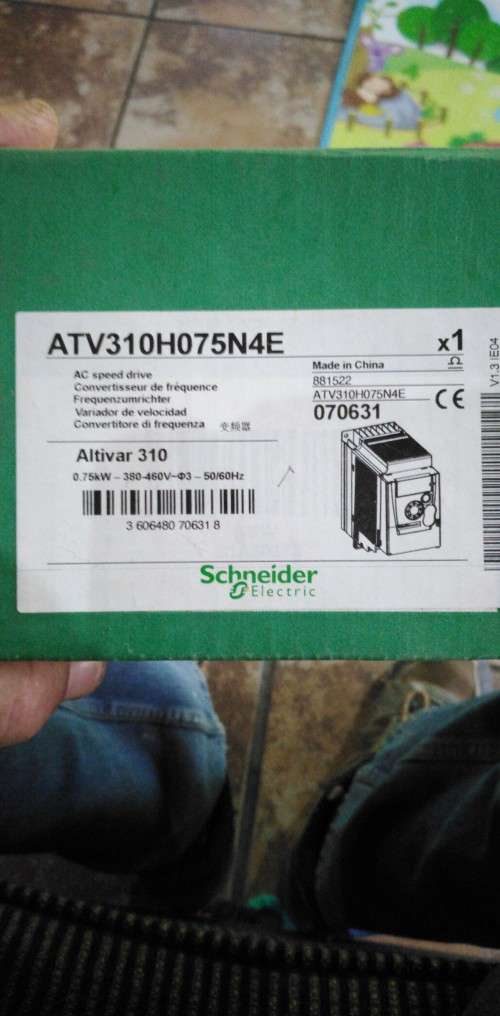 ATV310H075N4E
x1
AC speed drive
Convertisseur de fréquence
Frequenzumrichter
Variador de velocidad
Convertitore di frequenza 变频器
Made in China
881522
ATV310H075N4E
070631
CE
V1.3 IE04
Altivar 310
0.75kW – 380-460V~Φ3 – 50/60Hz
3 606480 706318
Schneider
Electric